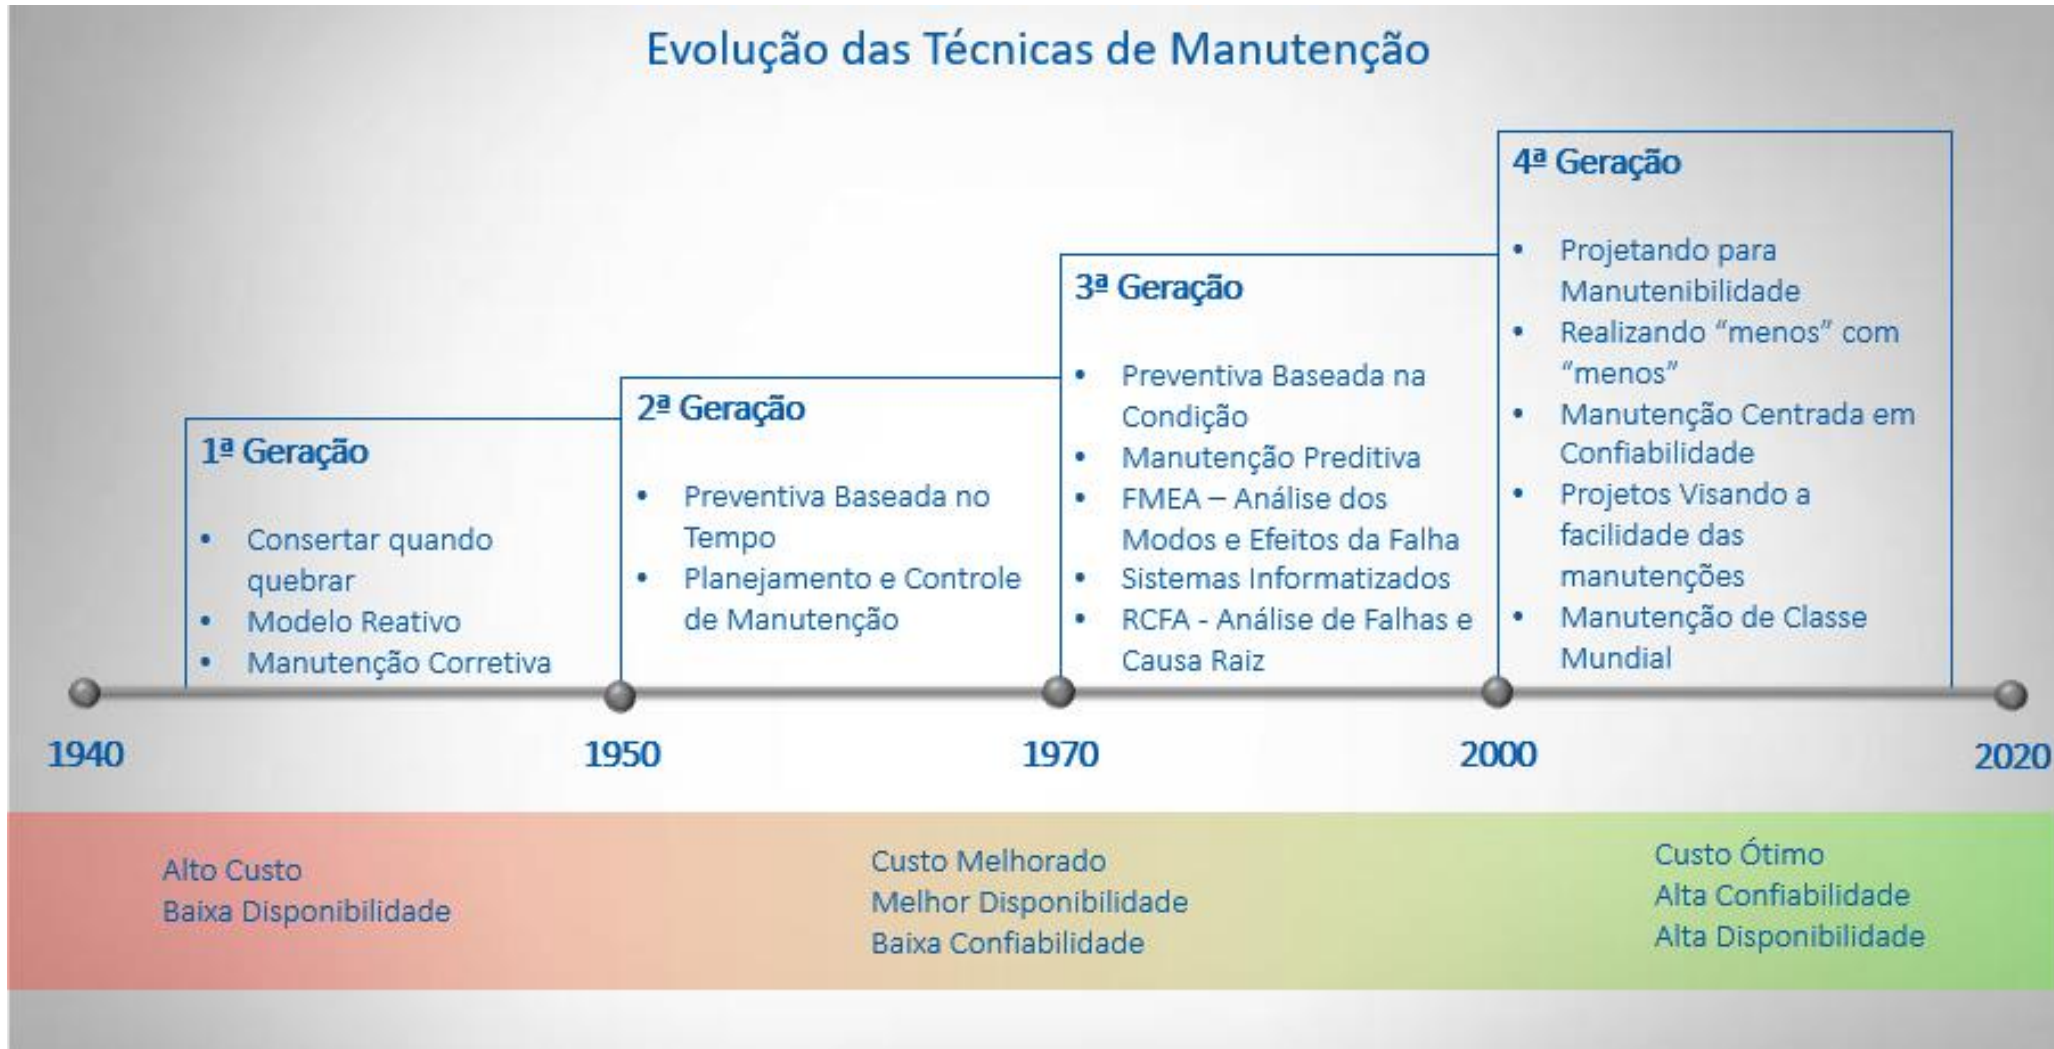 Evolução das Técnicas de Manutenção
1ª Geração
• Consertar quando
quebrar
• Modelo Reativo
• Manutenção Corretiva
2ª Geração
• Preventiva Baseada no
Tempo
• Planejamento e Controle
de Manutenção
3ª Geração
• Preventiva Baseada na
Condição
• Manutenção Preditiva
• FMEA – Análise dos
Modos e Efeitos da Falha
• Sistemas Informatizados
• RCFA - Análise de Falhas e
Causa Raiz
4ª Geração
• Projetando para
Manutenibilidade
• Realizando “menos” com
“menos”
• Manutenção Centrada em
Confiabilidade
• Projetos Visando a
facilidade das
manutenções
• Manutenção de Classe
Mundial
1940
1950
1970
2000
2020
Alto Custo
Baixa Disponibilidade
Custo Melhorado
Melhor Disponibilidade
Baixa Confiabilidade
Custo Ótimo
Alta Confiabilidade
Alta Disponibilidade